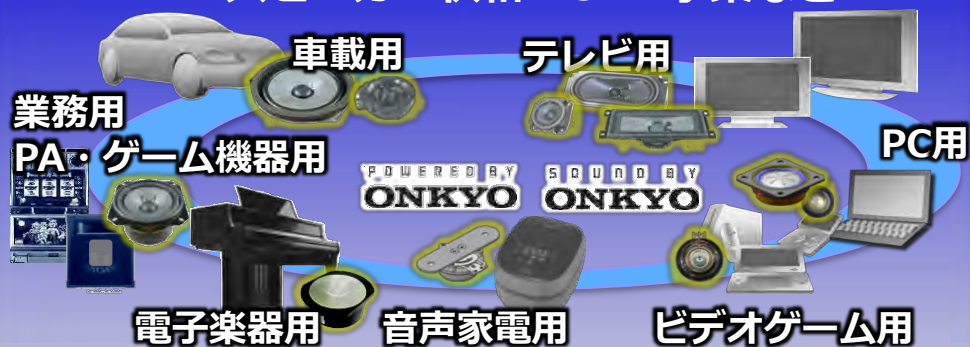 車載用
テレビ用
業務用
PA・ゲーム機器用
PC用
POWERED BY
ONKYO
SOUND BY
ONKYO
TOA
電子楽器用
音声家電用
ビデオゲーム用